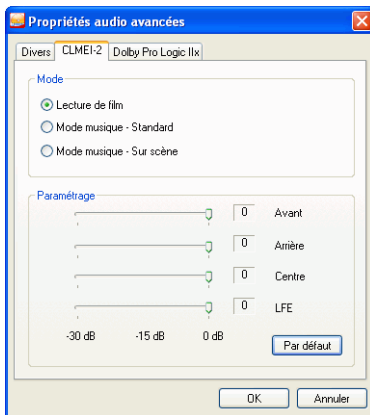 Propriétés audio avancées
Divers CLMEI-2 Dolby Pro Logic IIx
Mode
Lecture de film
Mode musique - Standard
Mode musique - Sur scène
Paramétrage
0 Avant
0 Arrière
0 Centre
0 LFE
-30 dB -15 dB 0 dB
Par défaut
OK Annuler